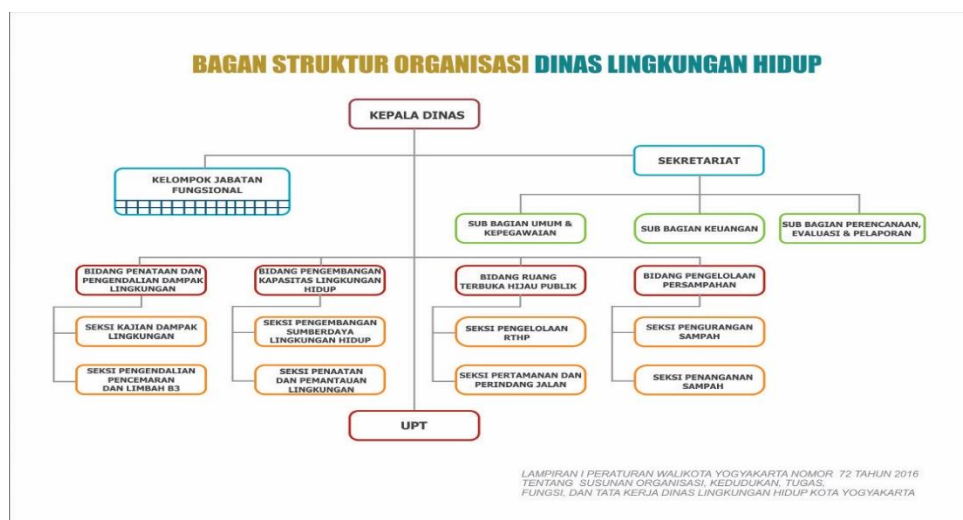 BAGAN STRUKTUR ORGANISASI DINAS LINGKUNGAN HIDUP
KEPALA DINAS
KELOMPOK JABATAN
FUNGSIONAL
SEKRETARIAT
SUB BAGIAN UMUM &
KEPEGAWAIAN
SUB BAGIAN KEUANGAN
SUB BAGIAN PERENCANAAN,
EVALUASI & PELAPORAN
BIDANG PENATAAN DAN
PENGENDALIAN DAMPAK
LINGKUNGAN
BIDANG PENGEMBANGAN
KAPASITAS LINGKUNGAN
HIDUP
BIDANG RUANG
TERBUKA HIJAU PUBLIK
BIDANG PENGELOLAAN
PERSAMPAHAN
SEKSI KAJIAN DAMPAK
LINGKUNGAN
SEKSI PENGEMBANGAN
SUMBERDAYA
LINGKUNGAN HIDUP
SEKSI PENGELOLAAN
RTHP
SEKSI PENGURANGAN
SAMPAH
SEKSI PENGENDALIAN
PENCEMARAN
DAN LIMBAH B3
SEKSI PENAATAN
DAN PEMANTAUAN
LINGKUNGAN
SEKSI PERTAMANAN DAN
PERINDANG JALAN
SEKSI PENANGANAN
SAMPAH
UPT
LAMPIRAN I PERATURAN WALIKOTA YOGYAKARTA NOMOR 72 TAHUN 2016
TENTANG SUSUNAN ORGANISASI, KEDUDUKAN, TUGAS,
FUNGSI, DAN TATA KERJA DINAS LINGKUNGAN HIDUP KOTA YOGYAKARTA